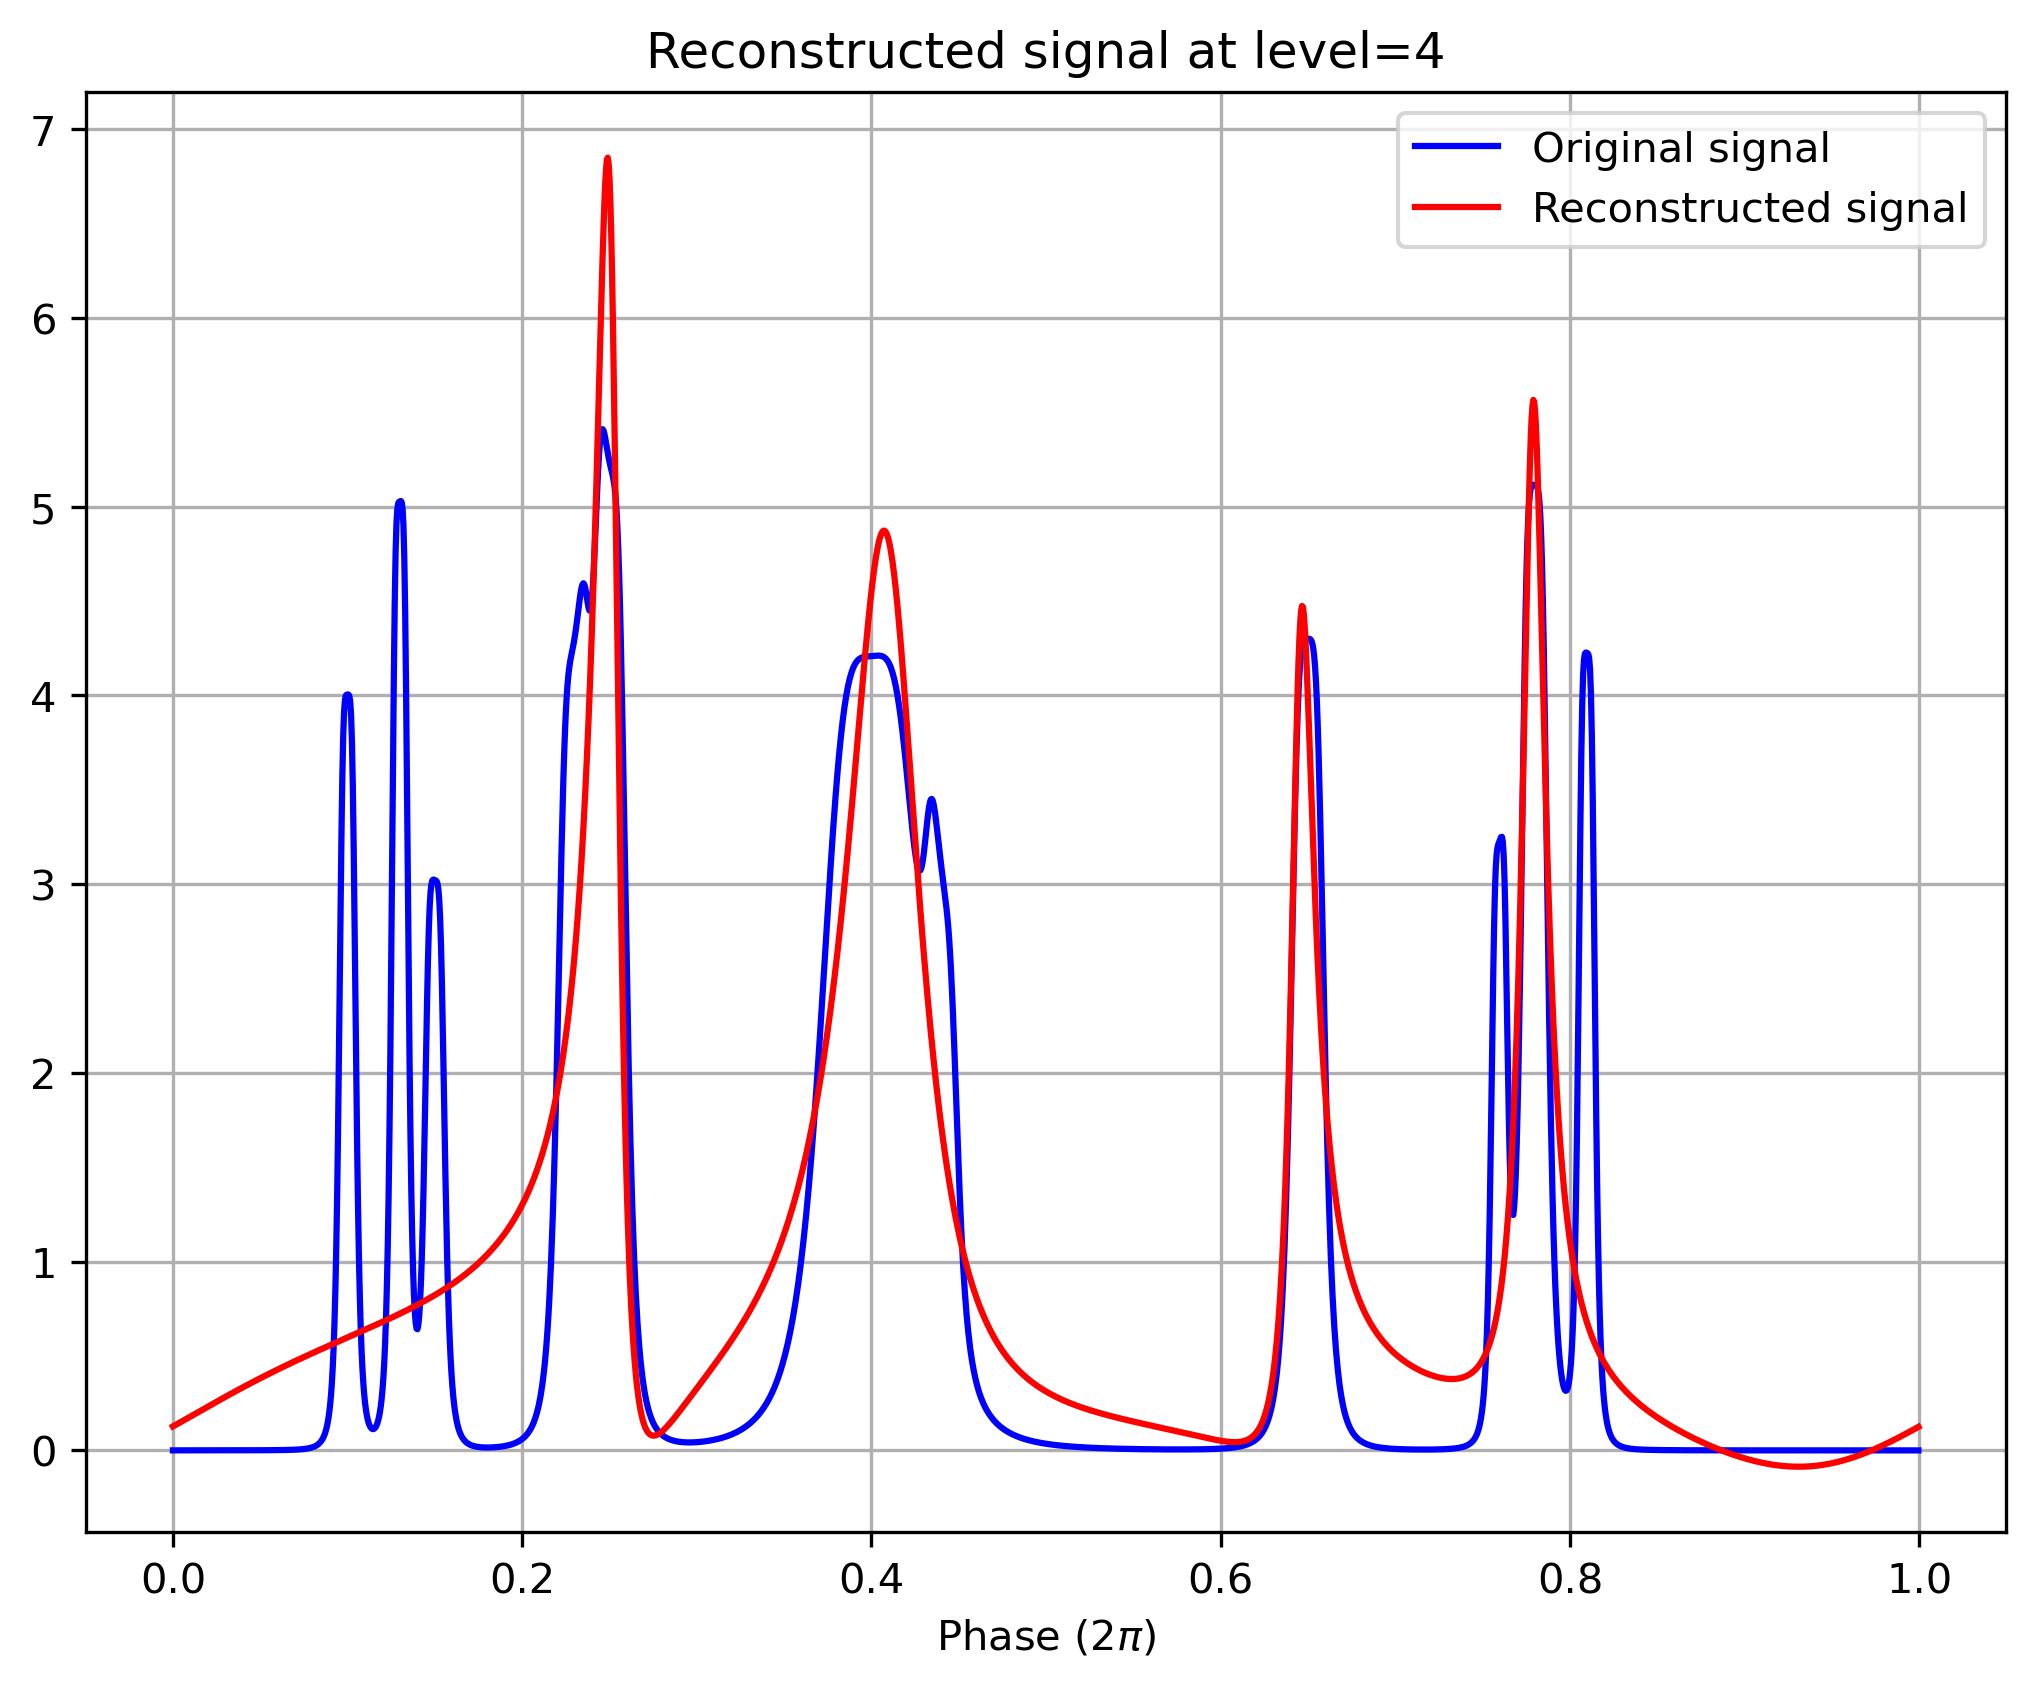 Reconstructed signal at level=4
Original signal
Reconstructed signal
7
6
5
4
3
2
1
0
0.0 0.2 0.4 0.6 0.8 1.0
Phase (2π)